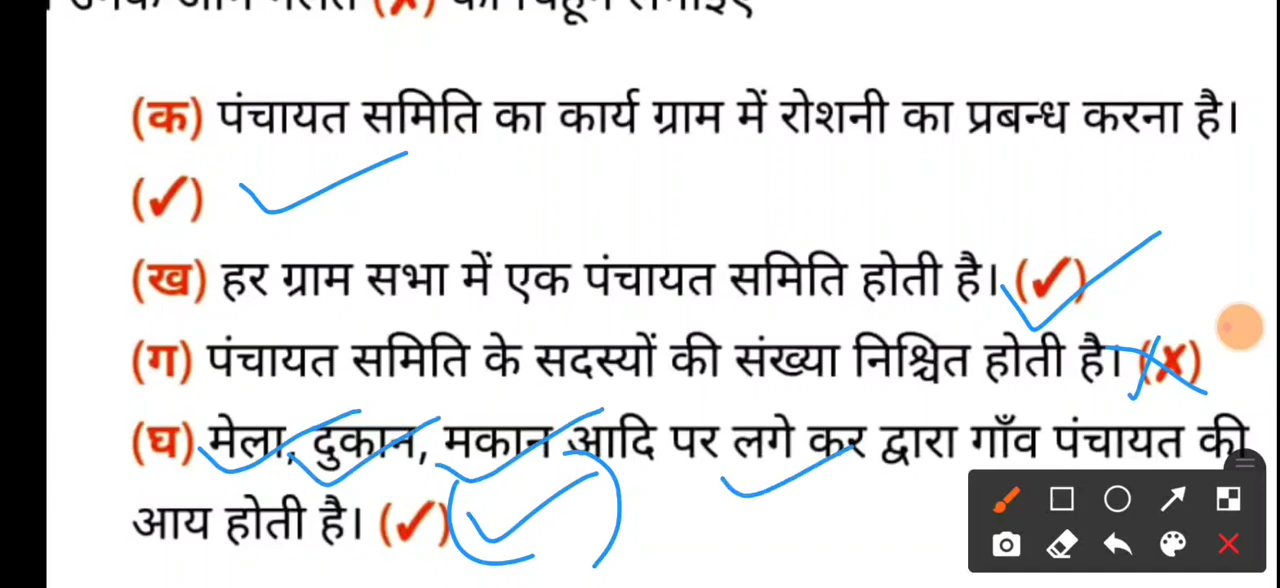 (✗)
(क) पंचायत समिति का कार्य ग्राम में रोशनी का प्रबन्ध करना है।
(✓)
(ख) हर ग्राम सभा में एक पंचायत समिति होती है। (✓)
(ग) पंचायत समिति के सदस्यों की संख्या निश्चित होती है। (✗)
(घ) मेला, दुकान, मकान आदि पर लगे कर द्वारा गाँव पंचायत की
आय होती है। (✓)